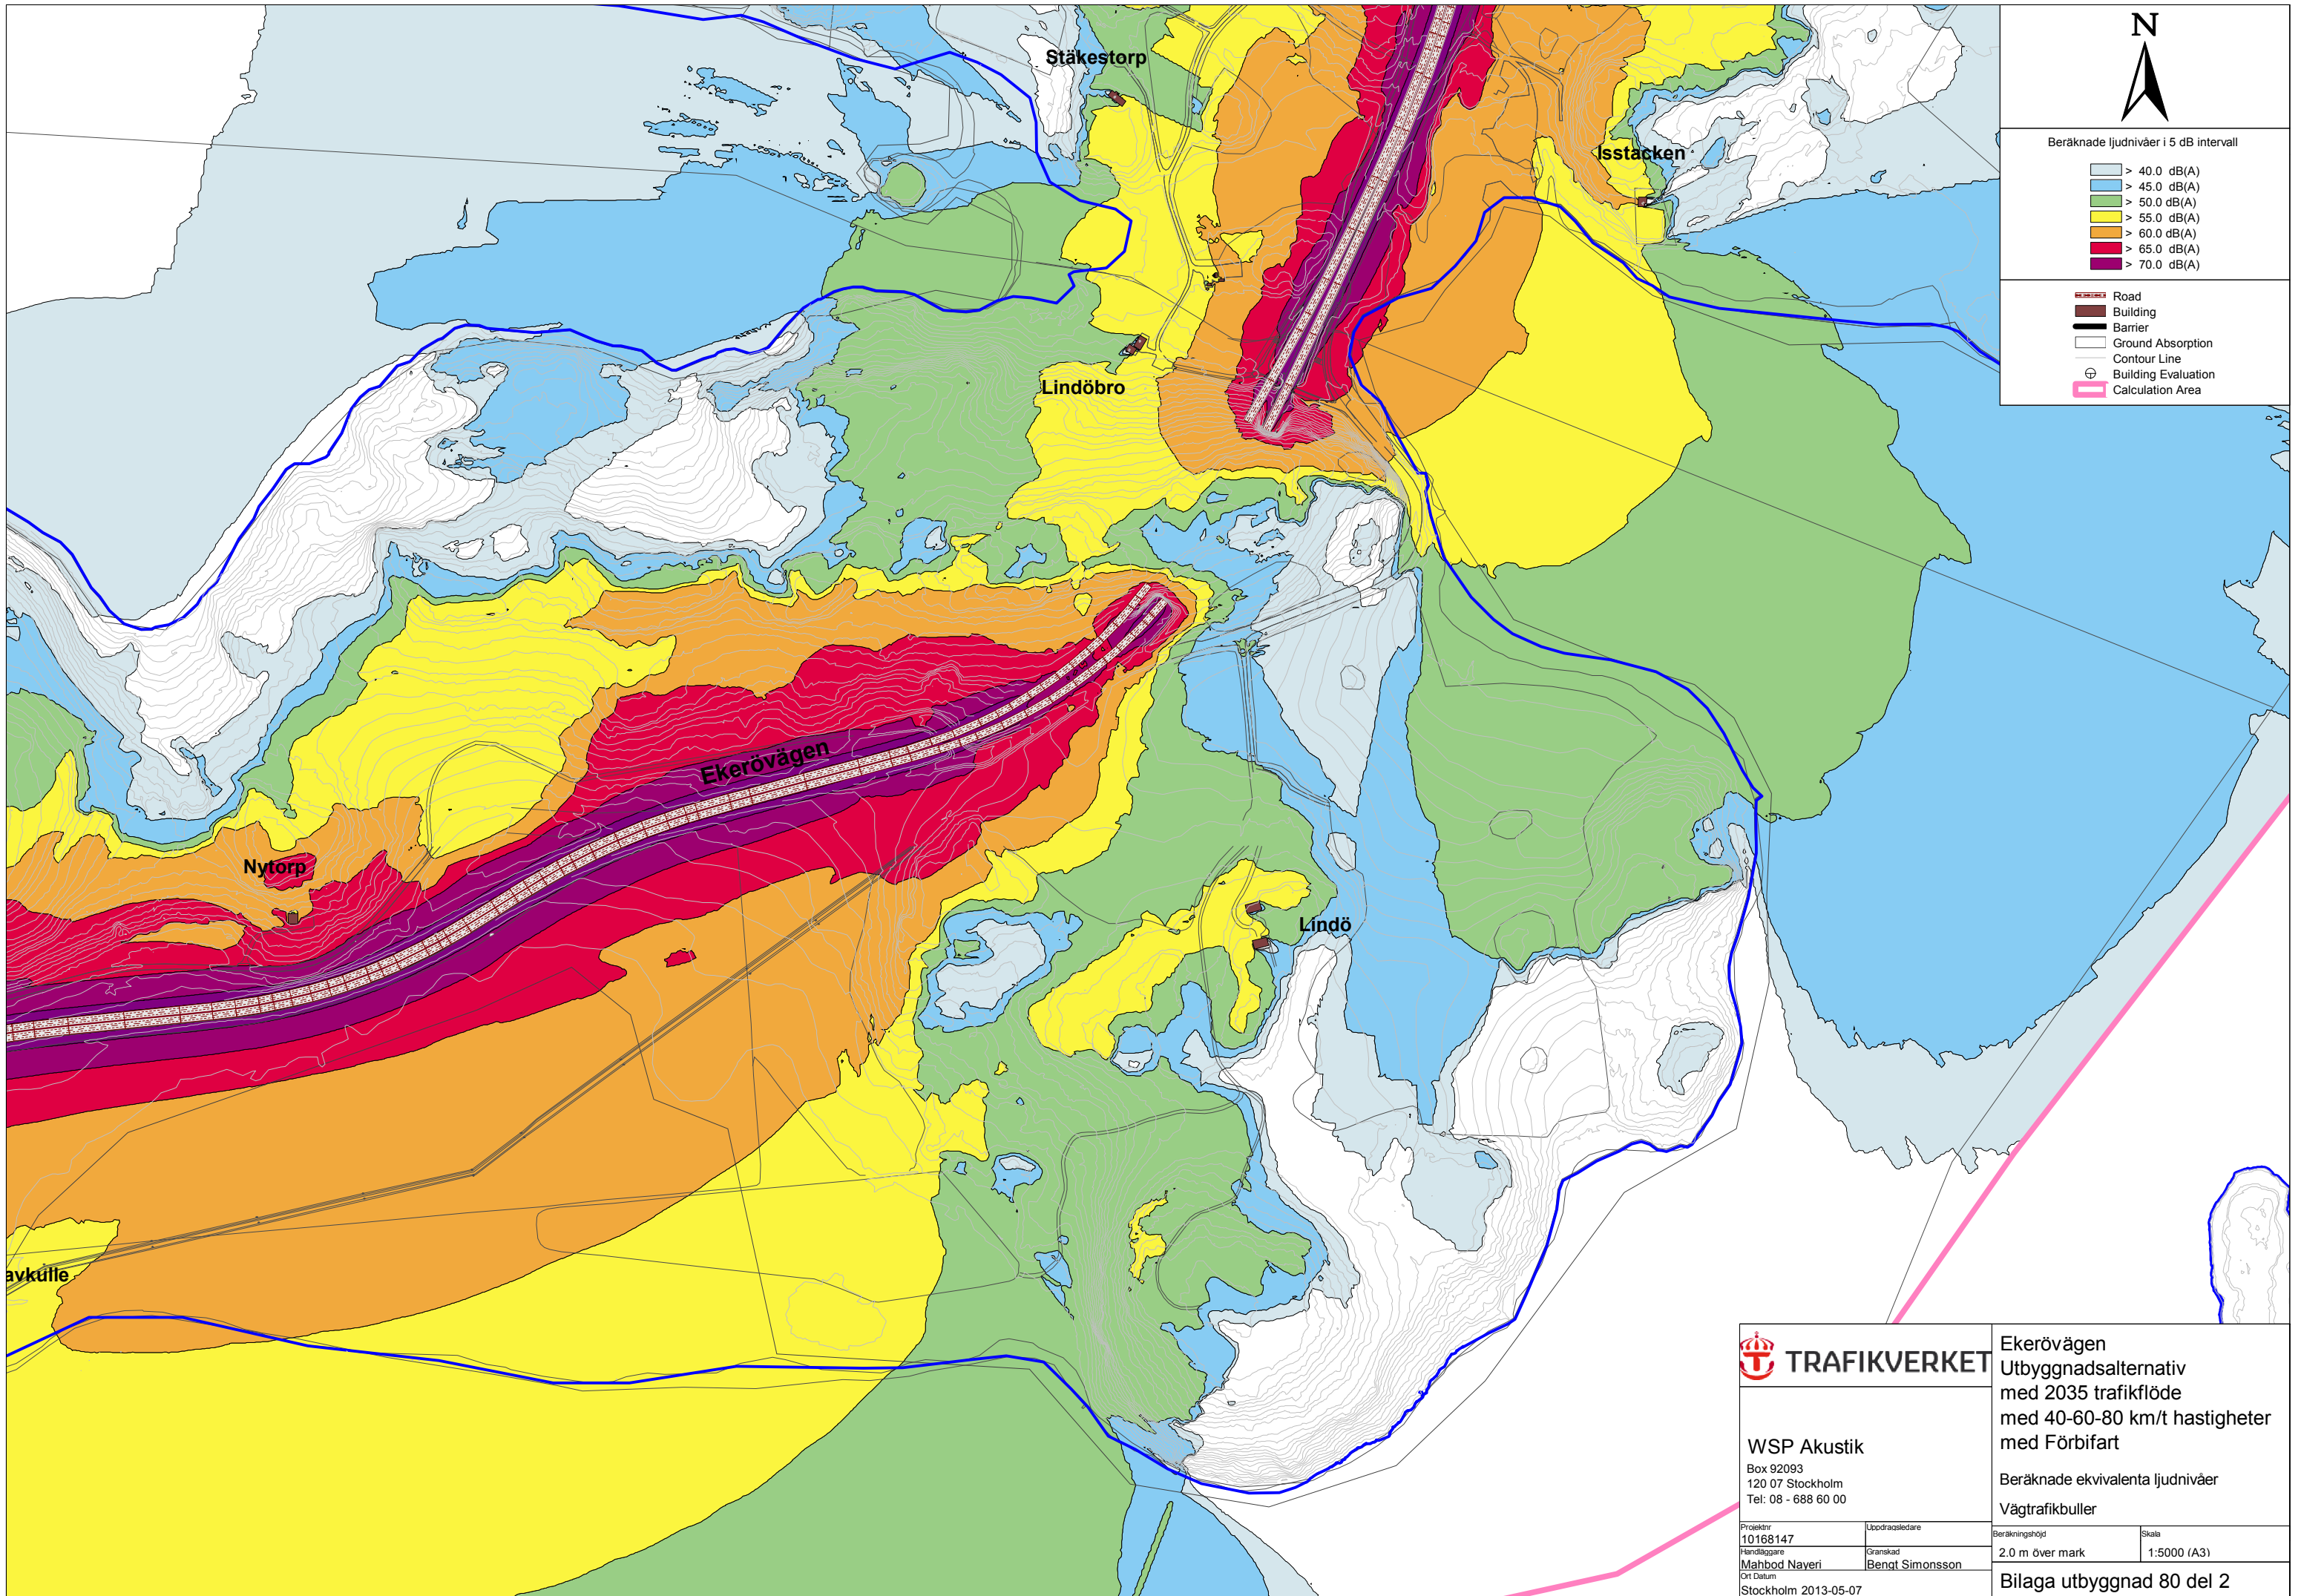 Stäkestorp
Isstacken
Lindöbro
Ekerövägen
Nytorp
Lindö
avkulle
N
Beräknade ljudnivåer i 5 dB intervall
> 40.0 dB(A)
> 45.0 dB(A)
> 50.0 dB(A)
> 55.0 dB(A)
> 60.0 dB(A)
> 65.0 dB(A)
> 70.0 dB(A)
Road
Building
Barrier
Ground Absorption
Contour Line
Building Evaluation
Calculation Area
TRAFIKVERKET
WSP Akustik
Box 92093
120 07 Stockholm
Tel: 08 - 688 60 00
Projektnr
10168147
Uppdragsledare
Handläggare
Mahbod Nayeri
Granskad
Bengt Simonsson
Ort Datum
Stockholm 2013-05-07
Ekerövägen
Utbyggnadsalternativ
med 2035 trafikflöde
med 40-60-80 km/t hastigheter
med Förbifart
Beräknade ekvivalenta ljudnivåer
Vägtrafikbuller
Beräkningshöjd
2.0 m över mark
Skala
1:5000 (A3)
Bilaga utbyggnad 80 del 2